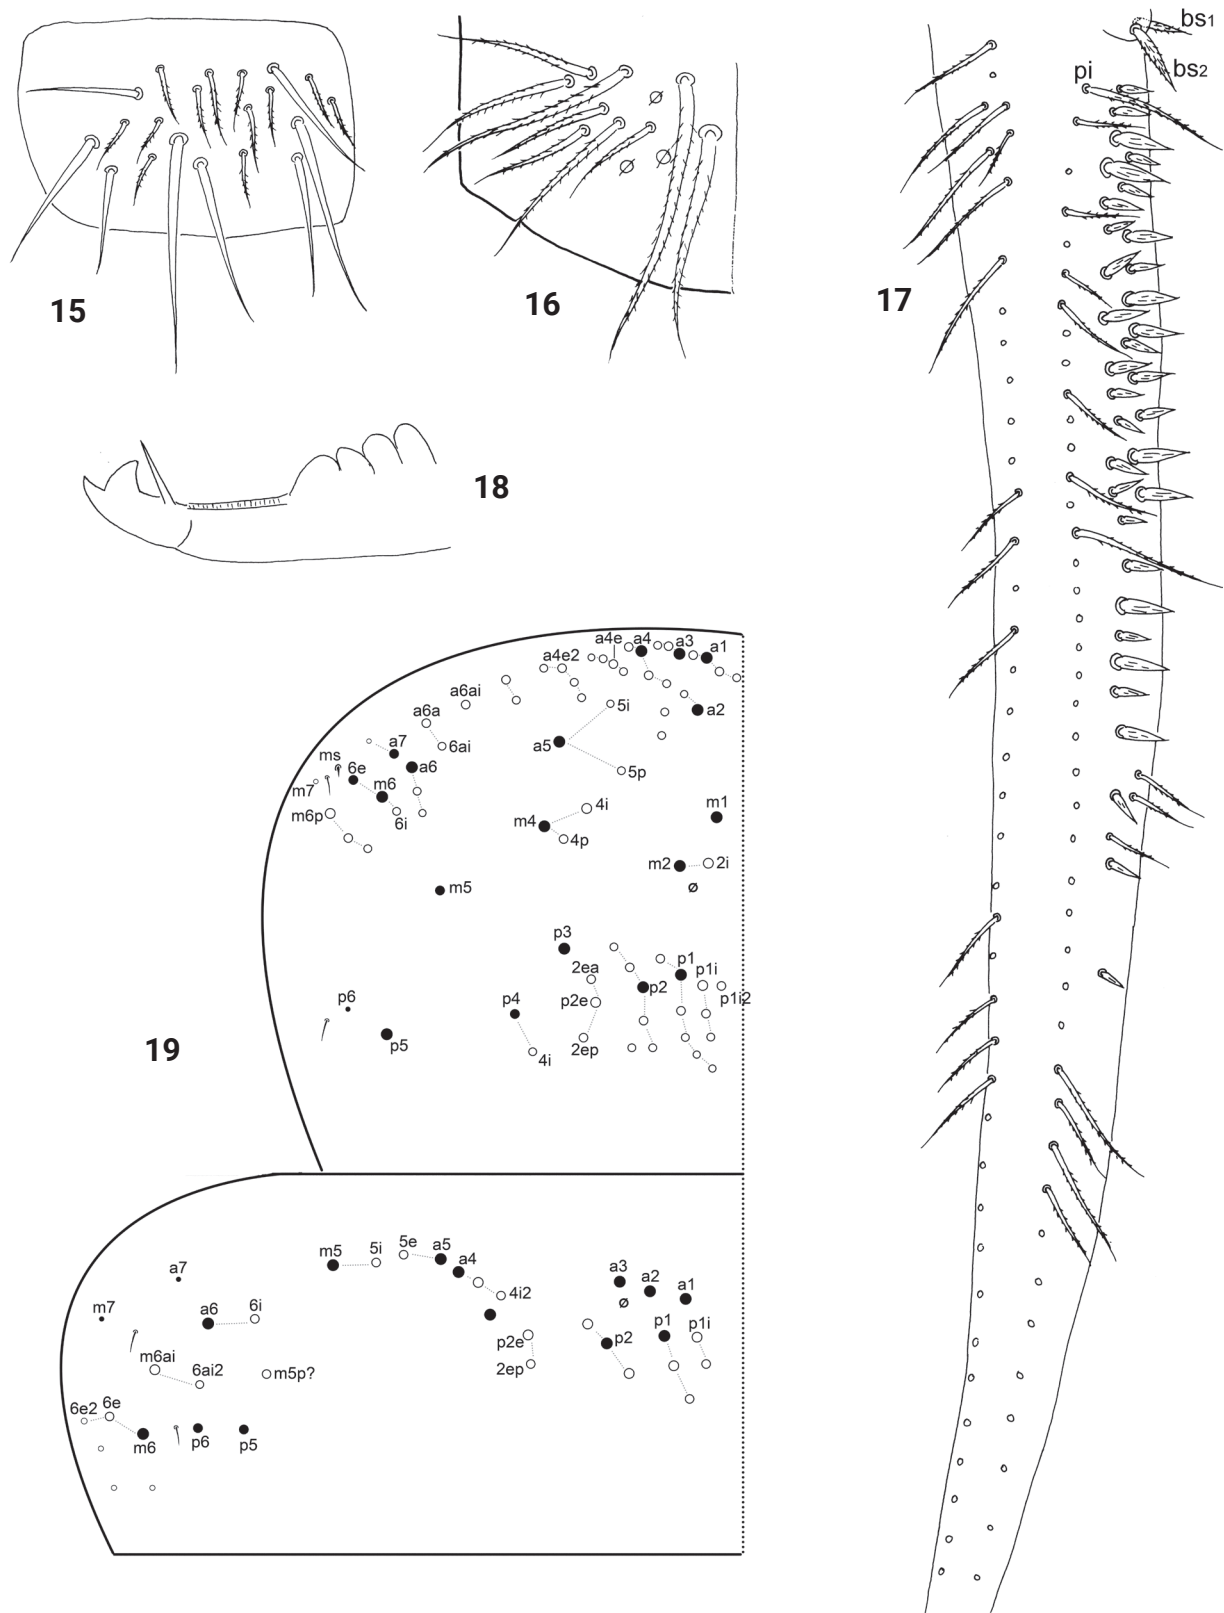 bs1
bs2
pi
15
16
17
18
a4e
a4
a3
a1
a4e2
a6ai
a6a
5i
a2
6ai
a7
a5
ms
6e
a6
5p
m7
m6
m6p
6i
4i
m1
m4
4p
m2
2i
ø
m5
p3
p1
2ea
p1i
p6
p4
p2e
p2
p1i2
19
p5
2ep
4i
5e
m5
5i
a5
a4
a7
a3
a2
a1
m7
a6
6i
4i2
ø
p1
p1i
m6ai
p2e
p2
6ai2
m5p?
2ep
6e2
6e
m6
p6
p5